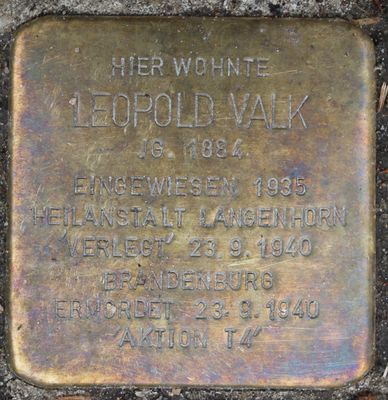 HIER WOHNTE
LEOPOLD VALK
JG. 1884
EINGEWIESEN 1935
HEILANSTALT LANGENHORN
'VERLEGT' 23.9.1940
BRANDENBURG
ERMORDET 23.9.1940
'AKTION T4'